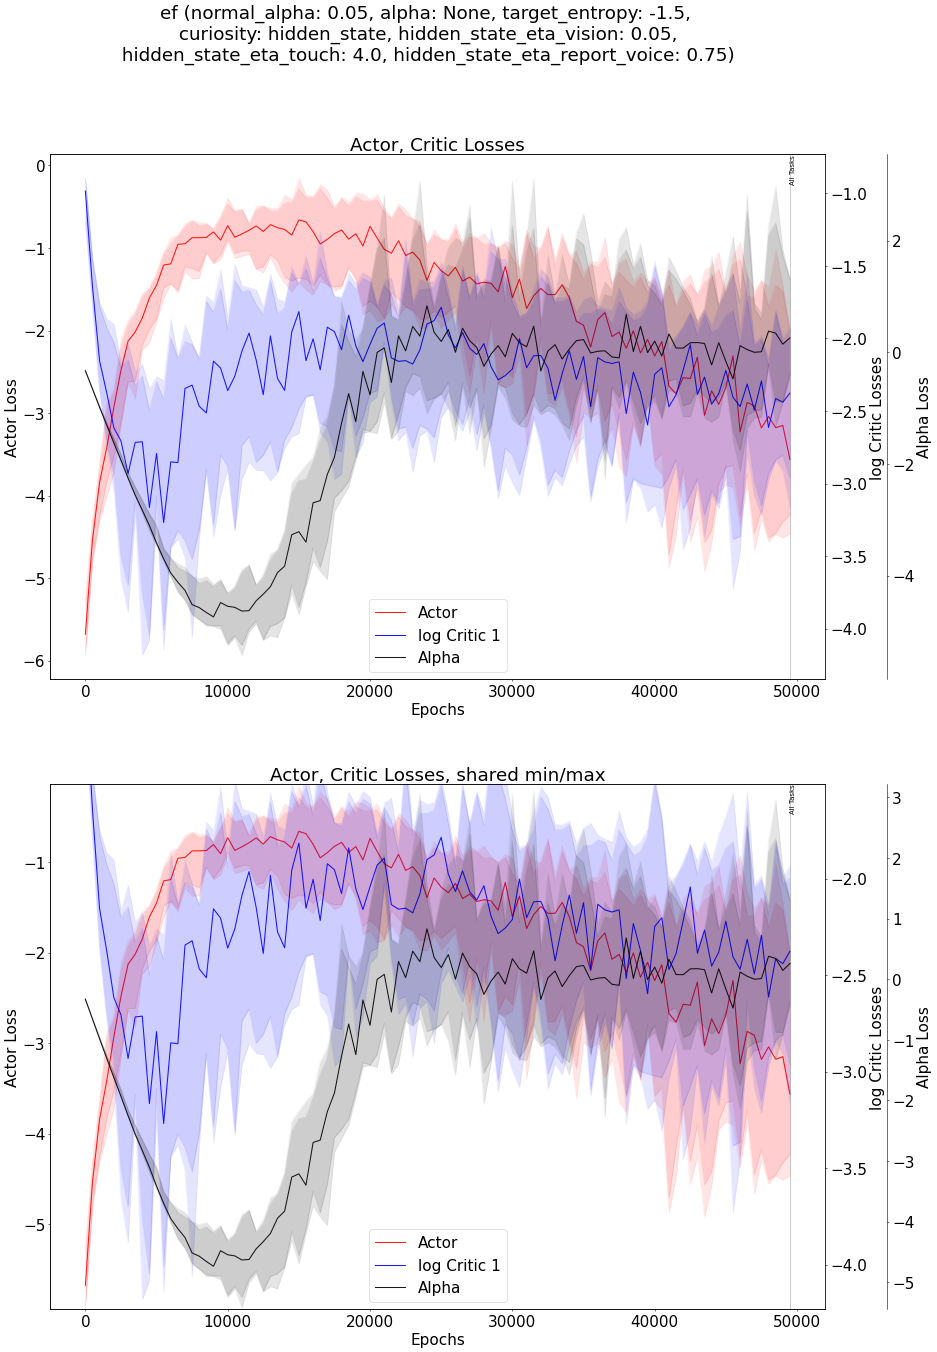 ef (normal_alpha: 0.05, alpha: None, target_entropy: -1.5,
curiosity: hidden_state, hidden_state_eta_vision: 0.05,
hidden_state_eta_touch: 4.0, hidden_state_eta_report_voice: 0.75)
Actor, Critic Losses
All Tasks
0
−1
−2
−3
−4
−5
−6
Actor Loss
−1.0
−1.5
−2.0
−2.5
−3.0
−3.5
−4.0
log Critic Losses
2
0
−2
−4
Alpha Loss
Actor
log Critic 1
Alpha
0 10000 20000 30000 40000 50000
Epochs
Actor, Critic Losses, shared min/max
All Tasks
−1
−2
−3
−4
−5
Actor Loss
−2.0
−2.5
−3.0
−3.5
−4.0
log Critic Losses
3
2
1
0
−1
−2
−3
−4
−5
Alpha Loss
Actor
log Critic 1
Alpha
0 10000 20000 30000 40000 50000
Epochs